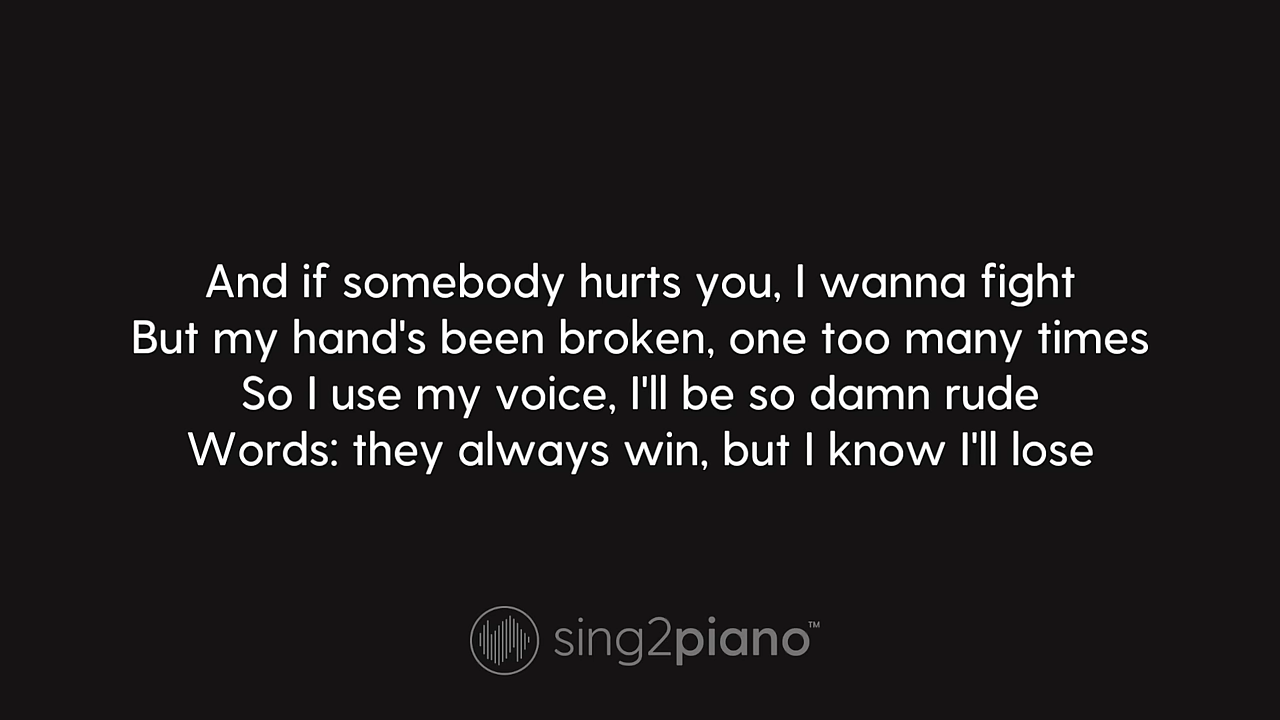 And if somebody hurts you, I wanna fight
But my hand's been broken, one too many times
So I use my voice, I'll be so damn rude
Words: they always win, but I know I'll lose
sing2piano™